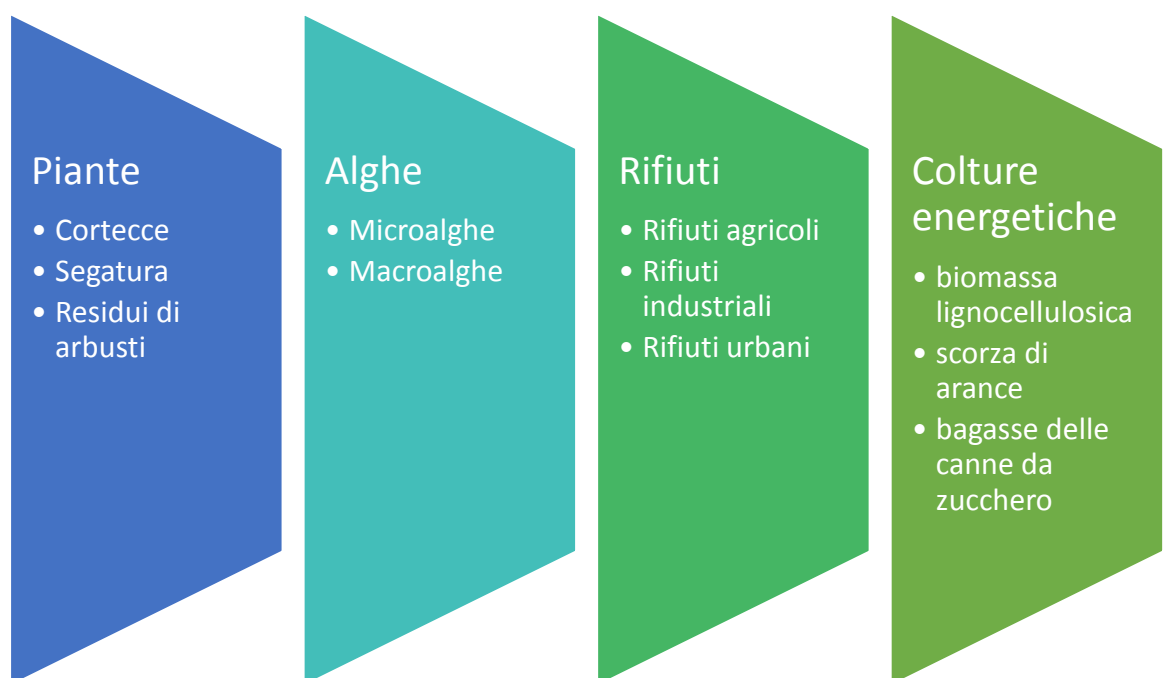 Piante
• Cortecce
• Segatura
• Residui di
arbusti
Alghe
• Microalghe
• Macroalghe
Rifiuti
• Rifiuti agricoli
• Rifiuti
industriali
• Rifiuti urbani
Colture
energetiche
• biomassa
lignocellulosica
• scorza di
arance
• bagasse delle
canne da
zucchero